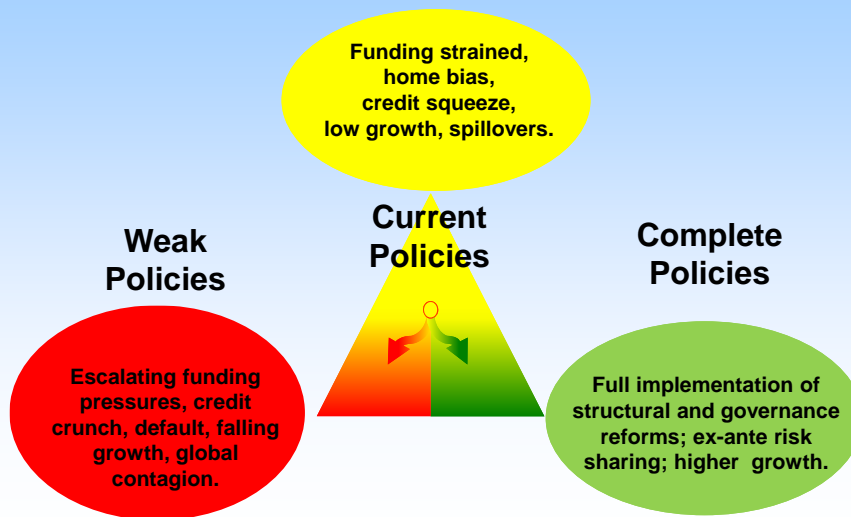 Funding strained,
home bias,
credit squeeze,
low growth, spillovers.
Current
Policies
Weak
Policies
Complete
Policies
Escalating funding
pressures, credit
crunch, default, falling
growth, global
contagion.
Full implementation of
structural and governance
reforms; ex-ante risk
sharing; higher  growth.